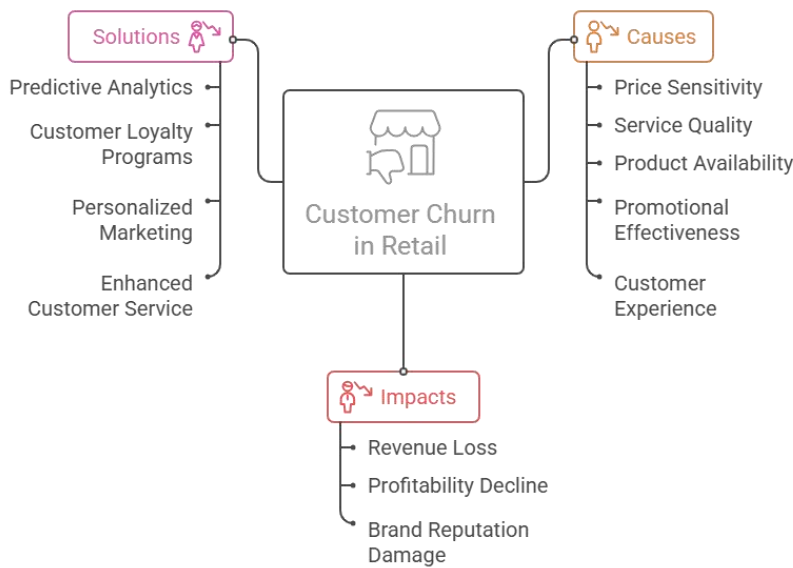 Solutions
Predictive Analytics
Customer Loyalty
Programs
Personalized
Marketing
Enhanced
Customer Service
Customer Churn
in Retail
Causes
Price Sensitivity
Service Quality
Product Availability
Promotional
Effectiveness
Customer
Experience
Impacts
Revenue Loss
Profitability Decline
Brand Reputation
Damage